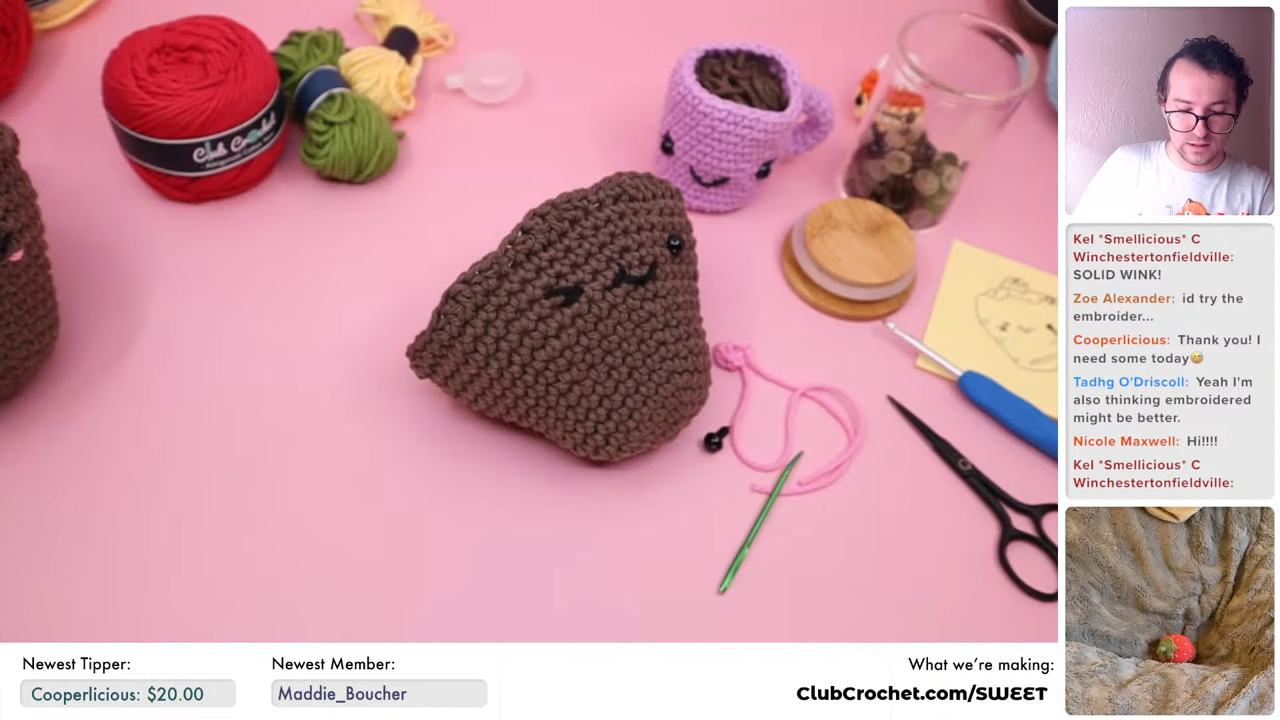 Club Crochet
Kel *Smellicious* C
Winchestertonfieldville:
SOLID WINK!
Zoe Alexander: id try the
embroider...
Cooperlicious: Thank you! I
need some today😅
Tadhg O'Driscoll: Yeah I'm
also thinking embroidered
might be better.
Nicole Maxwell: Hi!!!!
Kel *Smellicious* C
Winchestertonfieldville:
Newest Tipper:
Cooperlicious: $20.00
Newest Member:
Maddie_Boucher
What we're making:
ClubCrochet.com/SWEET